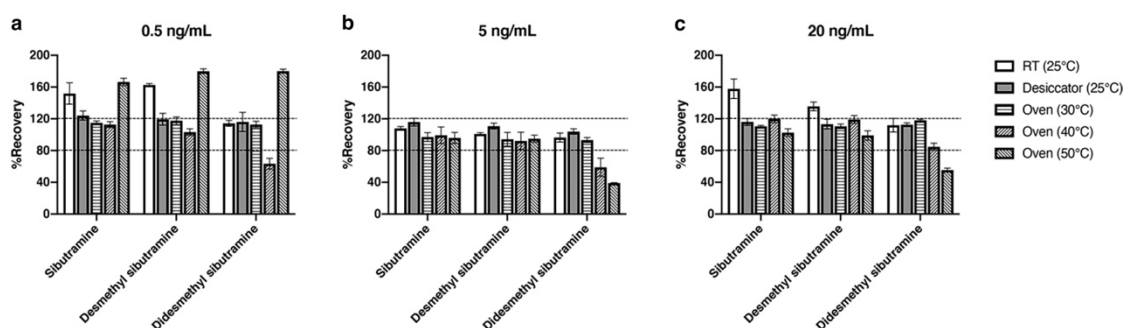 a
0.5 ng/mL
%Recovery
200
160
120
80
40
0
Sibutramine
Desmethyl sibutramine
Didesmethyl sibutramine
b
5 ng/mL
%Recovery
200
160
120
80
40
0
Sibutramine
Desmethyl sibutramine
Didesmethyl sibutramine
c
20 ng/mL
%Recovery
200
160
120
80
40
0
Sibutramine
Desmethyl sibutramine
Didesmethyl sibutramine
RT (25°C)
Desiccator (25°C)
Oven (30°C)
Oven (40°C)
Oven (50°C)